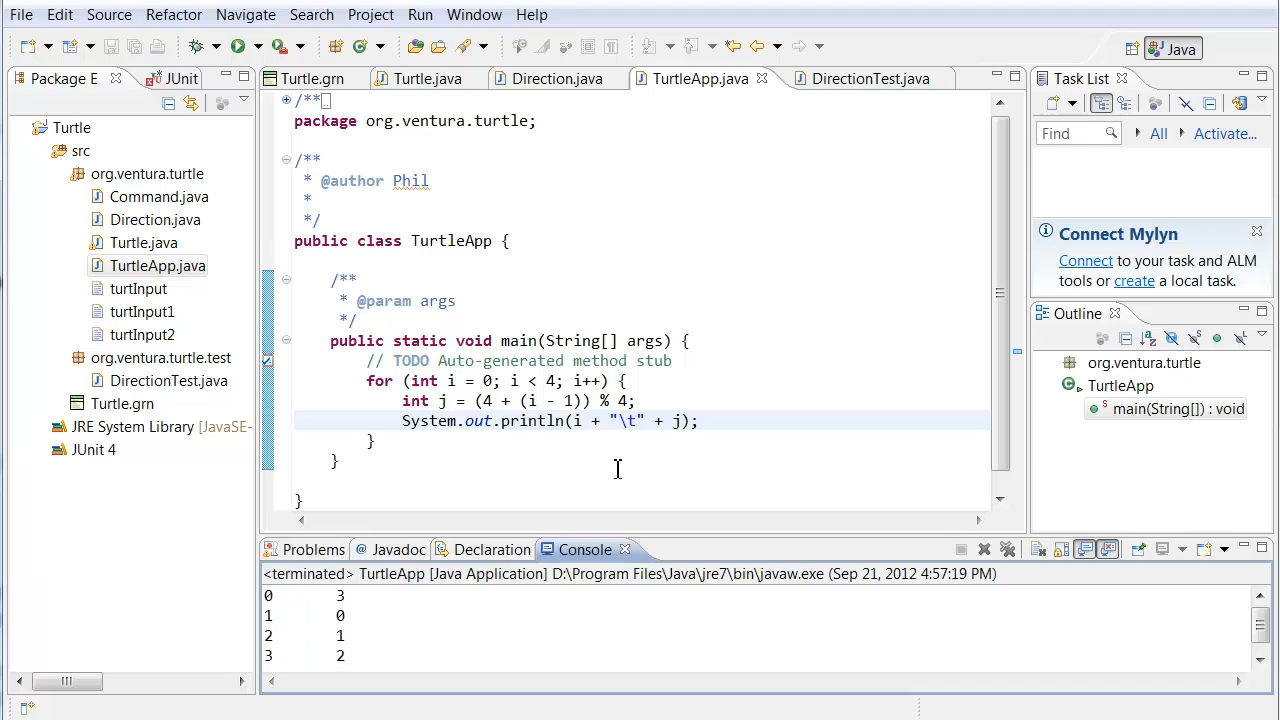 File Edit Source Refactor Navigate Search Project Run Window Help
Java
Package E
JUnit
Turtle
src
org.ventura.turtle
Command.java
Direction.java
Turtle.java
TurtleApp.java
turtInput
turtInput1
turtInput2
org.ventura.turtle.test
DirectionTest.java
Turtle.grn
JRE System Library [JavaSE-
JUnit 4
Turtle.grn Turtle.java Direction.java TurtleApp.java DirectionTest.java
/**
package org.ventura.turtle;
/**
* @author Phil
*
*/
public class TurtleApp {
/**
* @param args
*/
public static void main(String[] args) {
// TODO Auto-generated method stub
for (int i = 0; i < 4; i++) {
int j = (4 + (i - 1)) % 4;
System.out.println(i + "\t" + j);
}
}
}
Task List
Find All Activate...
Connect Mylyn
Connect to your task and ALM
tools or create a local task.
Outline
org.ventura.turtle
TurtleApp
main(String[]) : void
Problems @ Javadoc Declaration Console
<terminated> TurtleApp [Java Application] D:\Program Files\Java\jre7\bin\javaw.exe (Sep 21, 2012 4:57:19 PM)
0 3
1 0
2 1
3 2